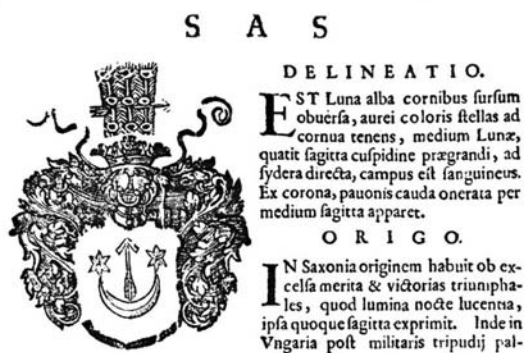 S A S
DELINEATIO.
EST Luna alba cornibus ſurſum
obuerſa, aurei coloris ſtellas ad
cornua tenens, medium Lunæ,
quatit ſagitta cuſpidine prægrandi, ad
ſydera directa, campus eſt ſanguineus.
Ex corona, pauonis cauda onerata per
medium ſagitta apparet.
ORIGO.
IN Saxonia originem habuit ob ex-
celſa merita & victorias triumpha-
les, quod lumina nocte lucentia,
ipſa quoque ſagitta exprimit. Inde in
Vngaria poſt militaris tripudij pal-